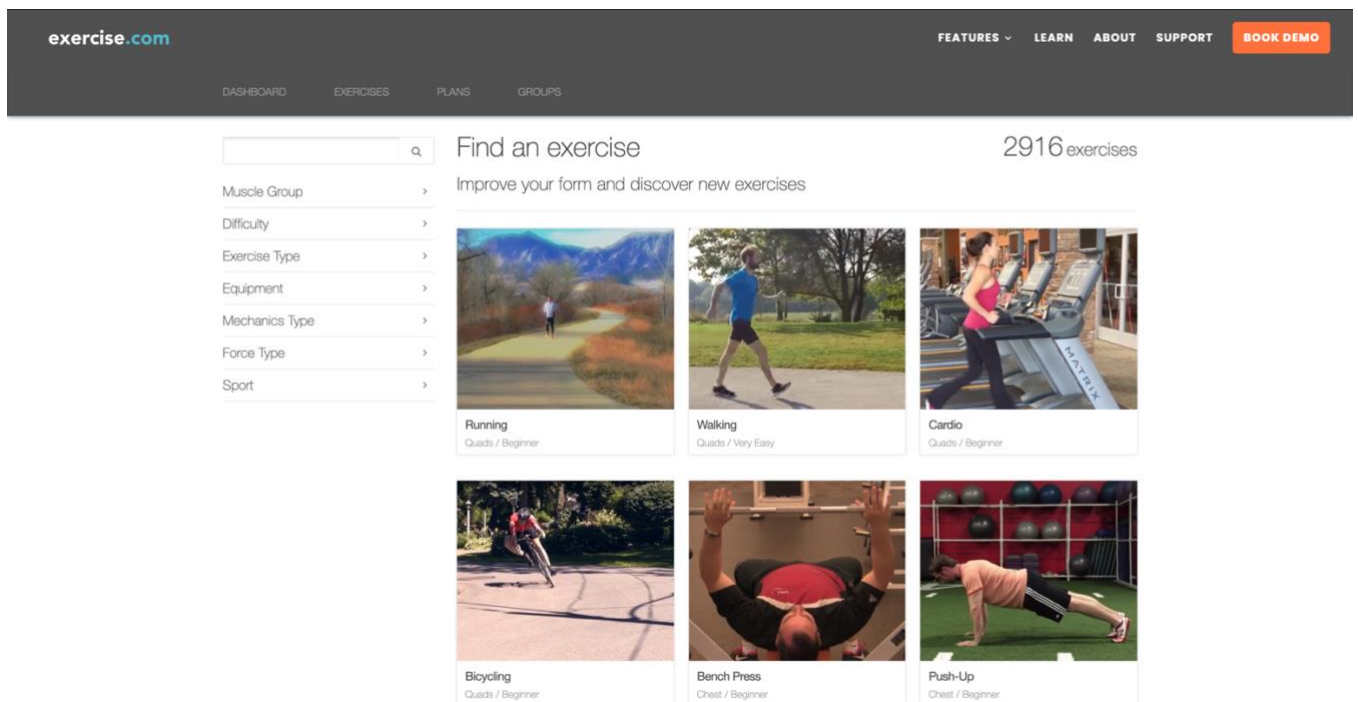 exercise.com
FEATURES LEARN ABOUT SUPPORT BOOK DEMO
DASHBOARD EXERCISES PLANS GROUPS
Find an exercise
2916 exercises
Improve your form and discover new exercises
Muscle Group
Difficulty
Exercise Type
Equipment
Mechanics Type
Force Type
Sport
MATRIX
Running
Quads / Beginner
Walking
Quads / Very Easy
Cardio
Quads / Beginner
Bicycling
Quads / Beginner
Bench Press
Chest / Beginner
Push-Up
Chest / Beginner